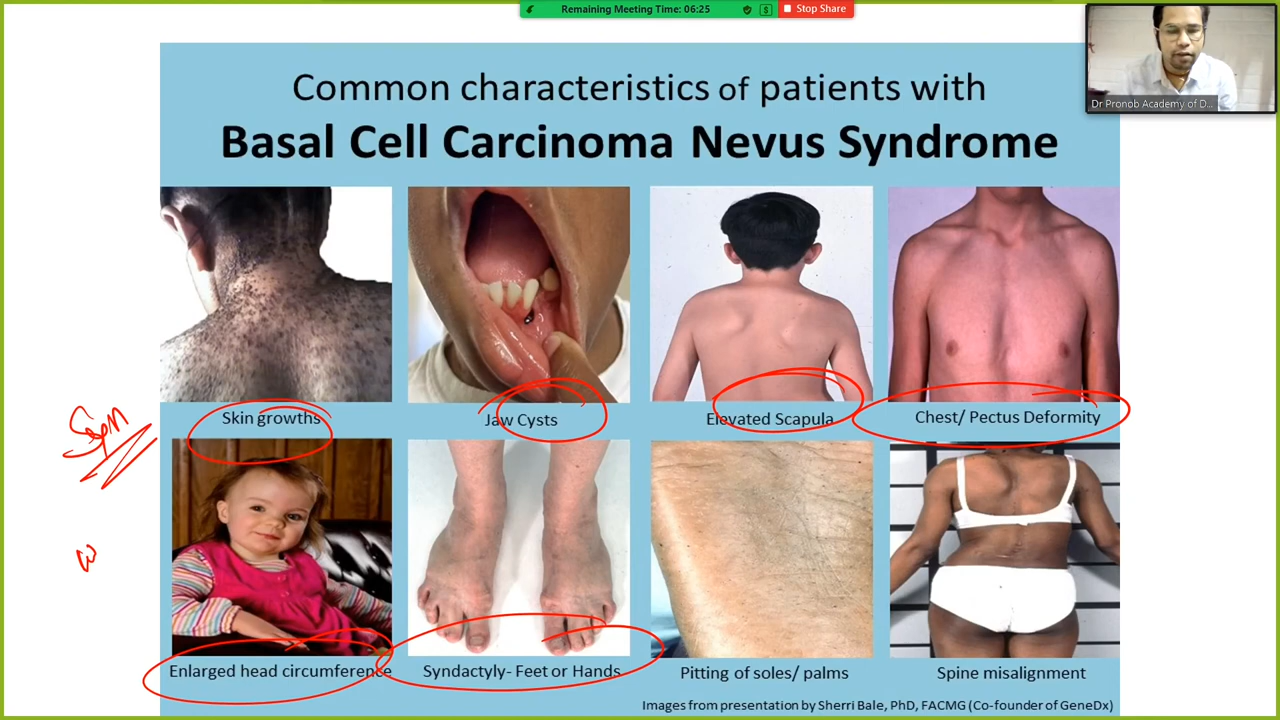 Remaining Meeting Time: 06:25
Stop Share
Dr Pronob Academy of D...
Common characteristics of patients with
Basal Cell Carcinoma Nevus Syndrome
Skin growths
Jaw Cysts
Elevated Scapula
Chest/ Pectus Deformity
Enlarged head circumference
Syndactyly- Feet or Hands
Pitting of soles/ palms
Spine misalignment
Images from presentation by Sherri Bale, PhD, FACMG (Co-founder of GeneDx)